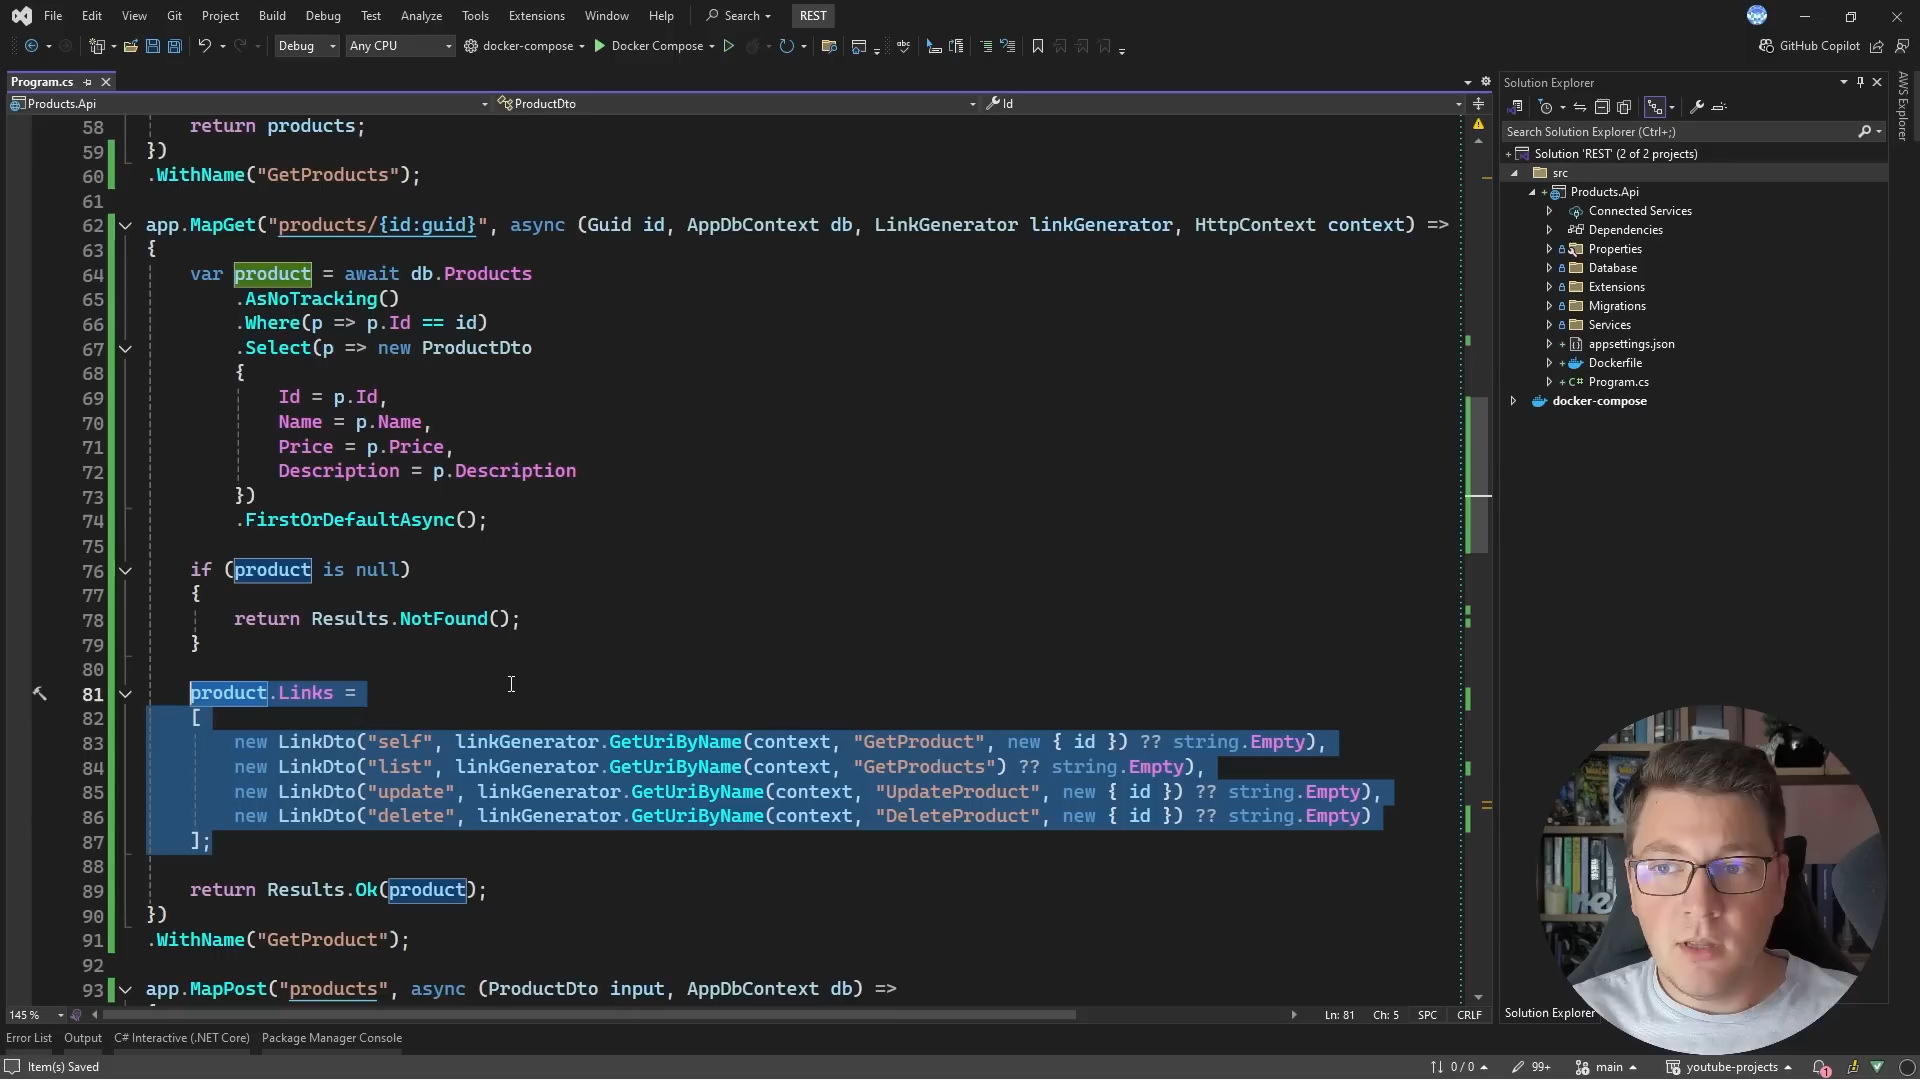 File Edit View Git Project Build Debug Test Analyze Tools Extensions Window Help Search REST
Debug Any CPU docker-compose Docker Compose GitHub Copilot
Program.cs
Products.Api ProductDto Id
58 return products;
59 })
60 .WithName("GetProducts");
61
62 app.MapGet("products/{id:guid}", async (Guid id, AppDbContext db, LinkGenerator linkGenerator, HttpContext context) =>
63 {
64 var product = await db.Products
65 .AsNoTracking()
66 .Where(p => p.Id == id)
67 .Select(p => new ProductDto
68 {
69 Id = p.Id,
70 Name = p.Name,
71 Price = p.Price,
72 Description = p.Description
73 })
74 .FirstOrDefaultAsync();
75
76 if (product is null)
77 {
78 return Results.NotFound();
79 }
80
81 product.Links =
82 [
83 new LinkDto("self", linkGenerator.GetUriByName(context, "GetProduct", new { id }) ?? string.Empty),
84 new LinkDto("list", linkGenerator.GetUriByName(context, "GetProducts") ?? string.Empty),
85 new LinkDto("update", linkGenerator.GetUriByName(context, "UpdateProduct", new { id }) ?? string.Empty),
86 new LinkDto("delete", linkGenerator.GetUriByName(context, "DeleteProduct", new { id }) ?? string.Empty)
87 ];
88
89 return Results.Ok(product);
90 })
91 .WithName("GetProduct");
92
93 app.MapPost("products", async (ProductDto input, AppDbContext db) =>
145 % Ln: 81 Ch: 5 SPC CRLF
Error List Output C# Interactive (.NET Core) Package Manager Console
Item(s) Saved 0 / 0 99+ main youtube-projects 1
Solution Explorer
Search Solution Explorer (Ctrl+;)
Solution 'REST' (2 of 2 projects)
src
Products.Api
Connected Services
Dependencies
Properties
Database
Extensions
Migrations
Services
appsettings.json
Dockerfile
C# Program.cs
docker-compose
Solution Explorer
AWS Explorer